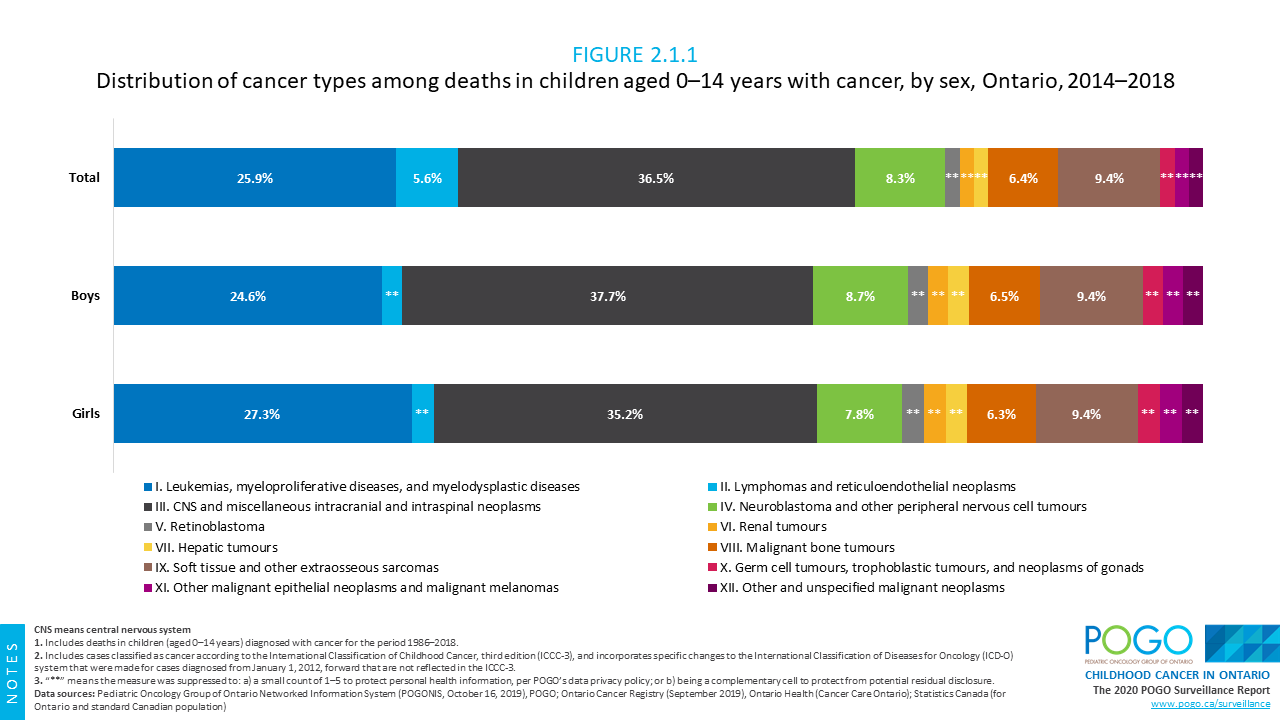 FIGURE 2.1.1
Distribution of cancer types among deaths in children aged 0–14 years with cancer, by sex, Ontario, 2014–2018
Total 25.9% 5.6% 36.5% 8.3% ** ** ** 6.4% 9.4% ** ** **
Boys 24.6% ** 37.7% 8.7% ** ** ** 6.5% 9.4% ** ** **
Girls 27.3% ** 35.2% 7.8% ** ** ** 6.3% 9.4% ** ** **
I. Leukemias, myeloproliferative diseases, and myelodysplastic diseases
II. Lymphomas and reticuloendothelial neoplasms
III. CNS and miscellaneous intracranial and intraspinal neoplasms
IV. Neuroblastoma and other peripheral nervous cell tumours
V. Retinoblastoma
VI. Renal tumours
VII. Hepatic tumours
VIII. Malignant bone tumours
IX. Soft tissue and other extraosseous sarcomas
X. Germ cell tumours, trophoblastic tumours, and neoplasms of gonads
XI. Other malignant epithelial neoplasms and malignant melanomas
XII. Other and unspecified malignant neoplasms
NOTES
CNS means central nervous system
1. Includes deaths in children (aged 0–14 years) diagnosed with cancer for the period 1986–2018.
2. Includes cases classified as cancer according to the International Classification of Childhood Cancer, third edition (ICCC-3), and incorporates specific changes to the International Classification of Diseases for Oncology (ICD-O)
system that were made for cases diagnosed from January 1, 2012, forward that are not reflected in the ICCC-3.
3. "**" means the measure was suppressed to: a) a small count of 1–5 to protect personal health information, per POGO's data privacy policy; or b) being a complementary cell to protect from potential residual disclosure.
Data sources: Pediatric Oncology Group of Ontario Networked Information System (POGONIS, October 16, 2019), POGO; Ontario Cancer Registry (September 2019), Ontario Health (Cancer Care Ontario); Statistics Canada (for
Ontario and standard Canadian population)
POGO
PEDIATRIC ONCOLOGY GROUP OF ONTARIO
CHILDHOOD CANCER IN ONTARIO
The 2020 POGO Surveillance Report
www.pogo.ca/surveillance